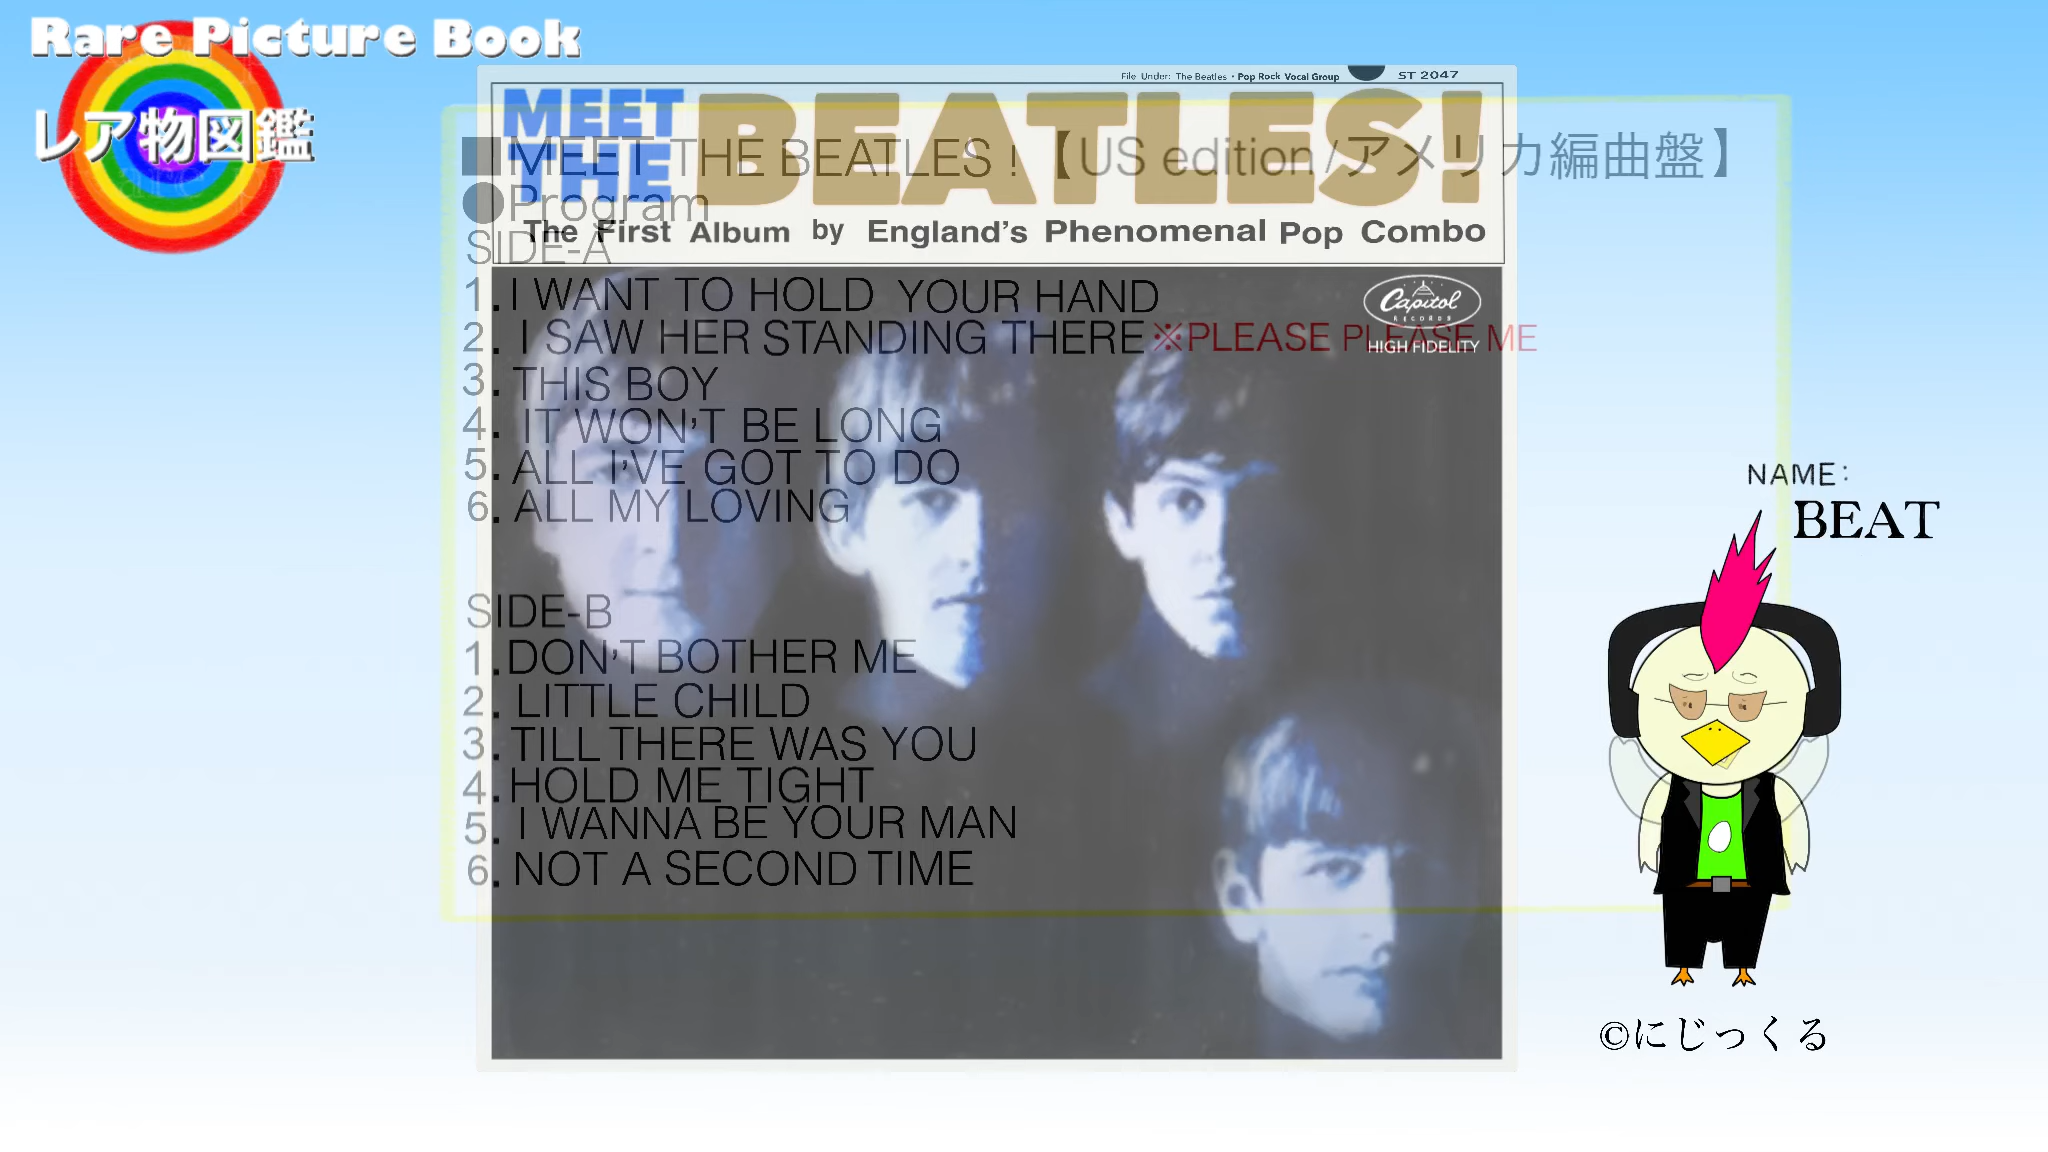 Rare Picture Book
レア物図鑑
File Under: The Beatles • Pop Rock Vocal Group
ST 2047
MEET THE BEATLES!
The First Album by England's Phenomenal Pop Combo
Capitol
RECORDS
HIGH FIDELITY
■MEET THE BEATLES!【US edition/アメリカ編曲盤】
●Program
SIDE-A
1. I WANT TO HOLD YOUR HAND
2. I SAW HER STANDING THERE※PLEASE PLEASE ME
3. THIS BOY
4. IT WON'T BE LONG
5. ALL I'VE GOT TO DO
6. ALL MY LOVING
SIDE-B
1. DON'T BOTHER ME
2. LITTLE CHILD
3. TILL THERE WAS YOU
4. HOLD ME TIGHT
5. I WANNA BE YOUR MAN
6. NOT A SECOND TIME
NAME:
BEAT
©にじっくる